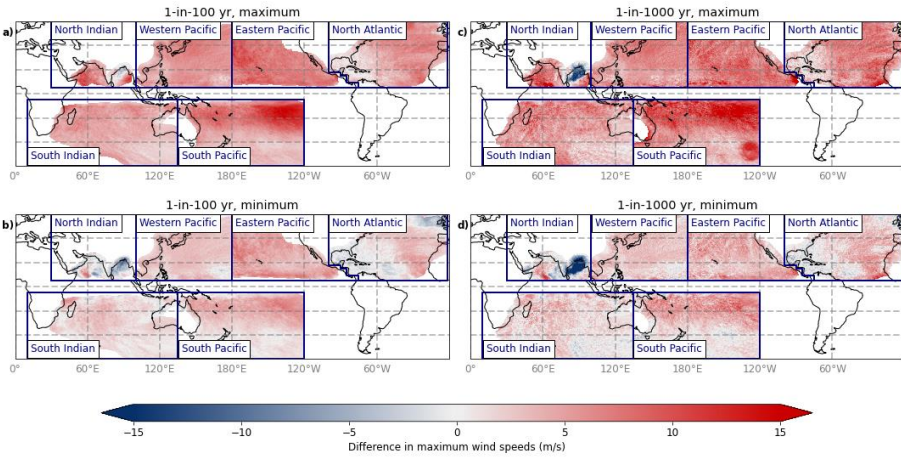 1-in-100 yr, maximum
a)
North Indian
Western Pacific
Eastern Pacific
North Atlantic
South Indian
South Pacific
0°
60°E
120°E
180°
120°W
60°W
1-in-1000 yr, maximum
c)
North Indian
Western Pacific
Eastern Pacific
North Atlantic
South Indian
South Pacific
0°
60°E
120°E
180°
120°W
60°W
1-in-100 yr, minimum
b)
North Indian
Western Pacific
Eastern Pacific
North Atlantic
South Indian
South Pacific
0°
60°E
120°E
180°
120°W
60°W
1-in-1000 yr, minimum
d)
North Indian
Western Pacific
Eastern Pacific
North Atlantic
South Indian
South Pacific
0°
60°E
120°E
180°
120°W
60°W
−15
−10
−5
0
5
10
15
Difference in maximum wind speeds (m/s)